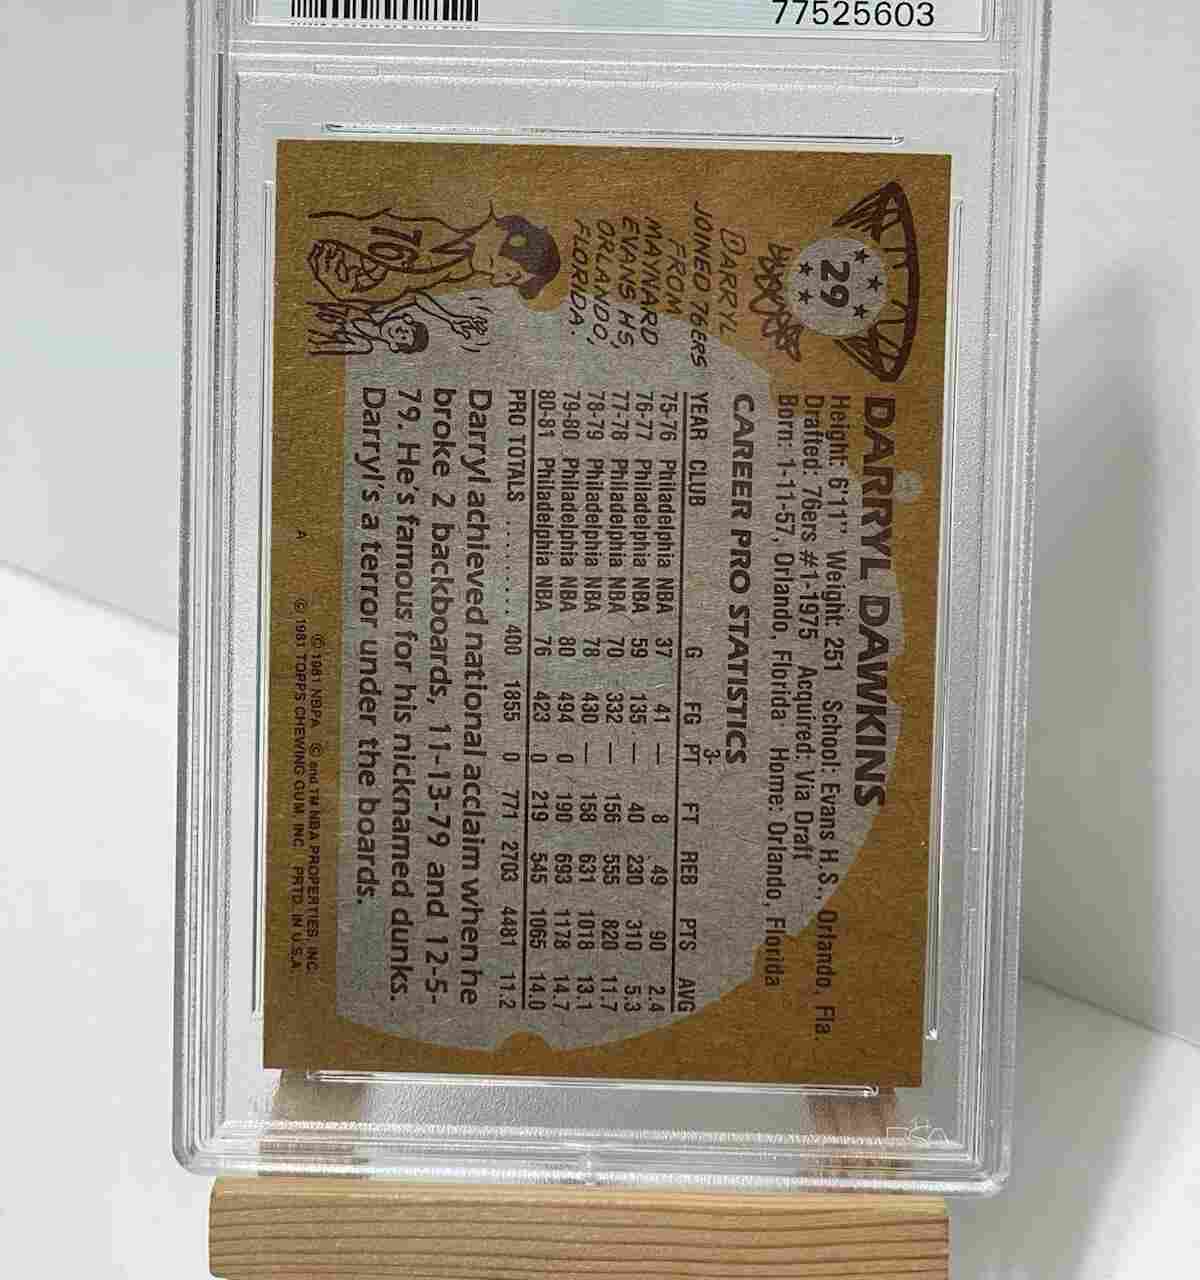 77525603
29
DARRYL DAWKINS
Height: 6'11" Weight: 251 School: Evans H.S., Orlando, Fla.
Drafted: 76ers #1-1975 Acquired: Via Draft
Born: 1-11-57, Orlando, Florida Home: Orlando, Florida
DARRYL
JOINED 76ERS
FROM
MAYNARD
EVANS HS,
ORLANDO,
FLORIDA.
76
CAREER PRO STATISTICS
YEAR CLUB G FG 3-PT FT REB PTS AVG
75-76 Philadelphia NBA 37 41 — 8 49 90 2.4
76-77 Philadelphia NBA 59 135 — 40 230 310 5.3
77-78 Philadelphia NBA 70 332 — 156 555 820 11.7
78-79 Philadelphia NBA 78 430 — 158 631 1018 13.1
79-80 Philadelphia NBA 80 494 0 190 693 1178 14.7
80-81 Philadelphia NBA 76 423 0 219 545 1065 14.0
PRO TOTALS .......... 400 1855 0 771 2703 4481 11.2
Darryl achieved national acclaim when he
broke 2 backboards, 11-13-79 and 12-5-
79. He's famous for his nicknamed dunks.
Darryl's a terror under the boards.
© 1981 NBPA © and TM NBA PROPERTIES, INC.
A © 1981 TOPPS CHEWING GUM, INC. PRTD. IN U.S.A.
PSA